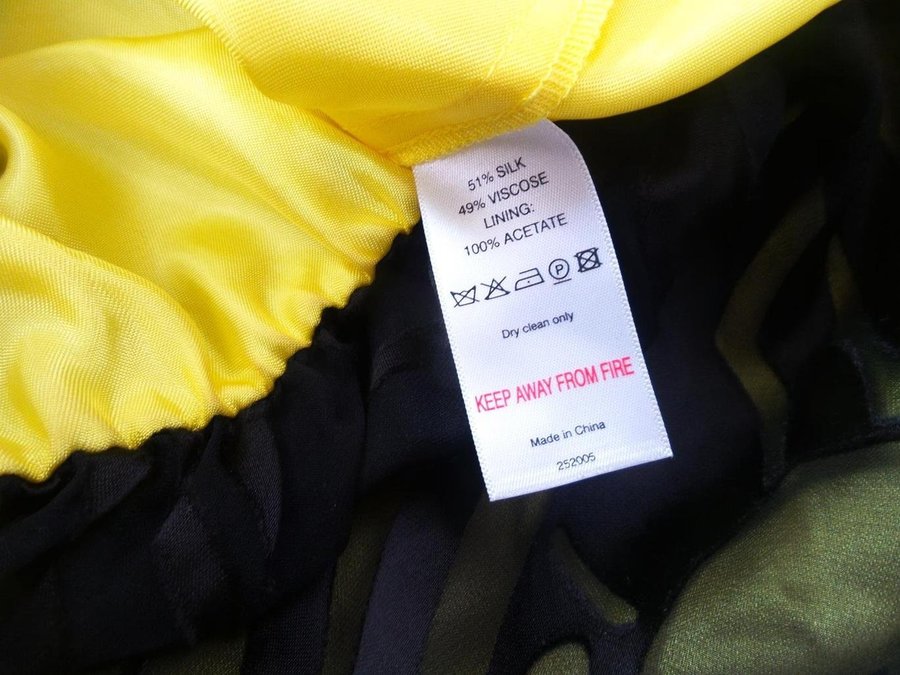 51% SILK
49% VISCOSE
LINING:
100% ACETATE
P
Dry clean only
KEEP AWAY FROM FIRE
Made in China
252005